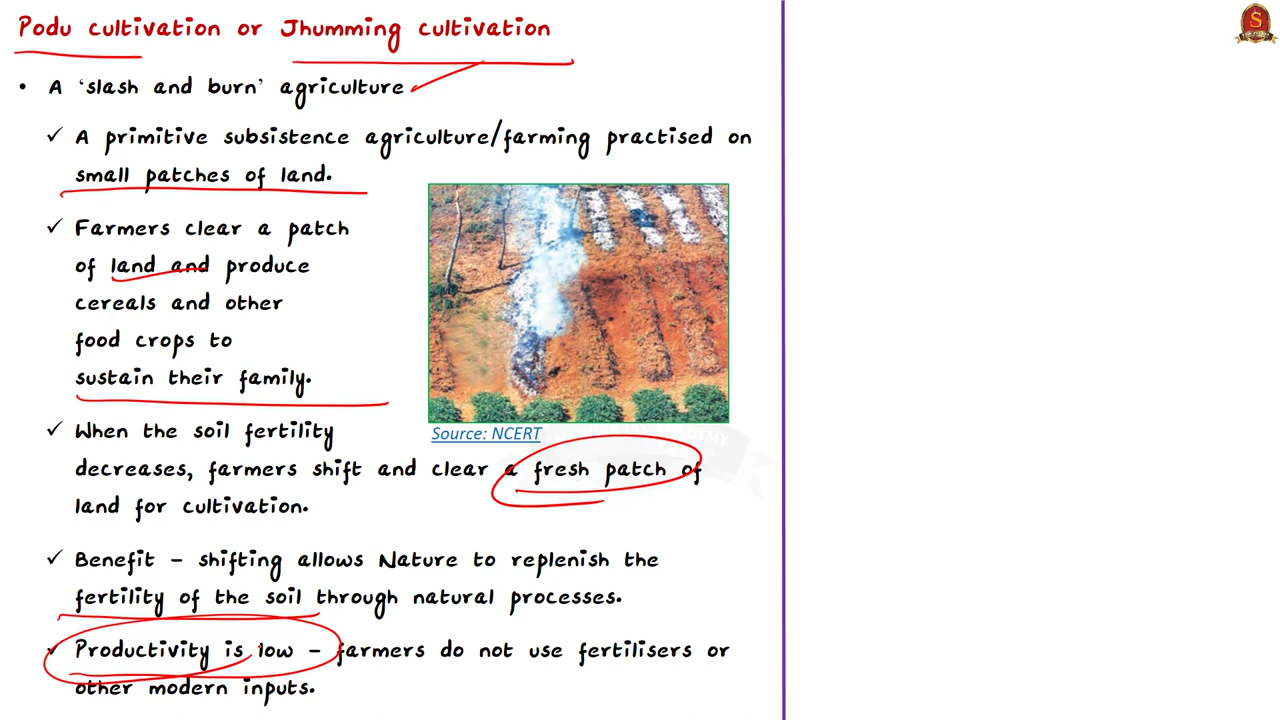 Podu cultivation or Jhumming cultivation
• A ‘slash and burn’ agriculture
✓ A primitive subsistence agriculture/farming practised on
small patches of land.
✓ Farmers clear a patch
of land and produce
cereals and other
food crops to
sustain their family.
Source: NCERT
✓ When the soil fertility
decreases, farmers shift and clear a fresh patch of
land for cultivation.
✓ Benefit – shifting allows Nature to replenish the
fertility of the soil through natural processes.
✓ Productivity is low – farmers do not use fertilisers or
other modern inputs.
S